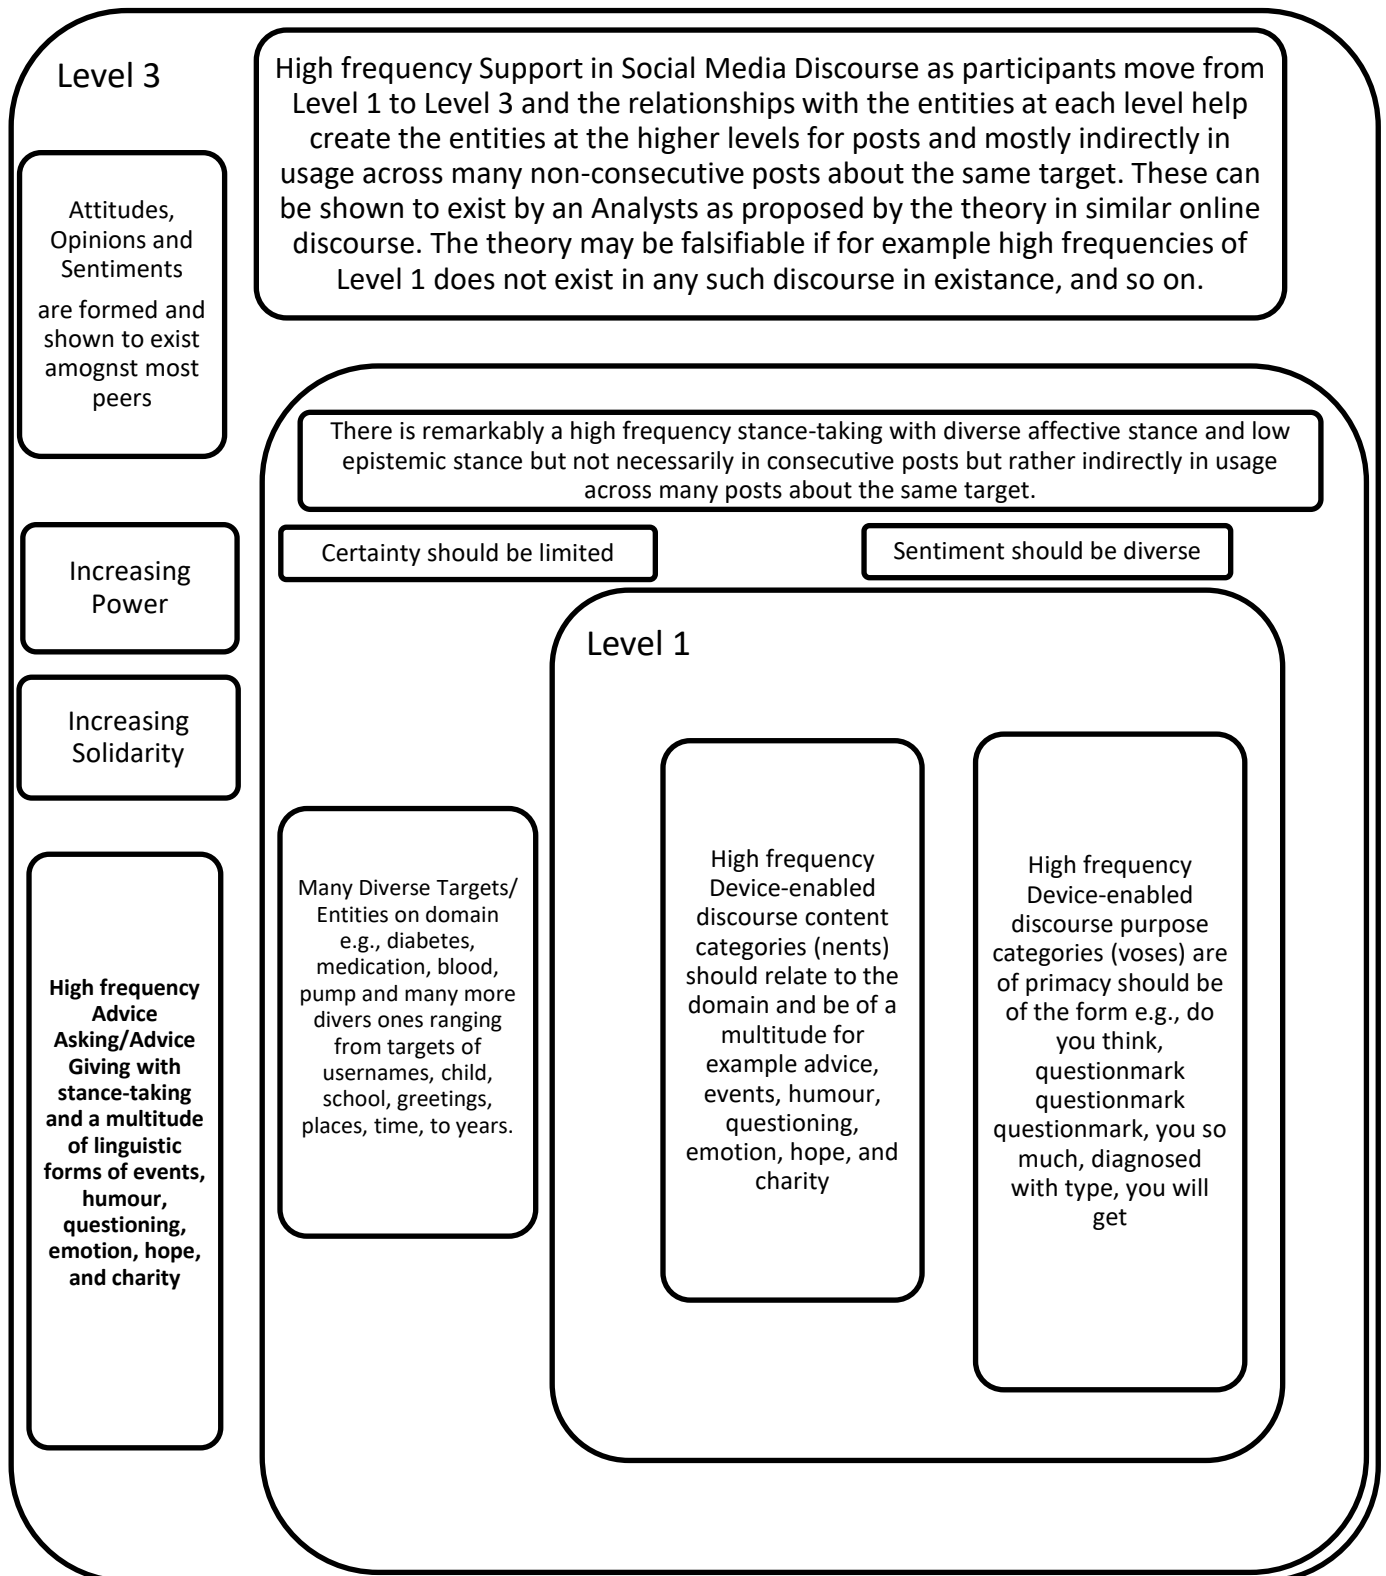 Level 3
High frequency Support in Social Media Discourse as participants move from
Level 1 to Level 3 and the relationships with the entities at each level help
create the entities at the higher levels for posts and mostly indirectly in
usage across many non-consecutive posts about the same target. These can
be shown to exist by an Analysts as proposed by the theory in similar online
discourse. The theory may be falsifiable if for example high frequencies of
Level 1 does not exist in any such discourse in existance, and so on.
Attitudes,
Opinions and
Sentiments
are formed and
shown to exist
amognst most
peers
There is remarkably a high frequency stance-taking with diverse affective stance and low
epistemic stance but not necessarily in consecutive posts but rather indirectly in usage
across many posts about the same target.
Certainty should be limited
Sentiment should be diverse
Increasing
Power
Increasing
Solidarity
Level 1
High frequency
Advice
Asking/Advice
Giving with
stance-taking
and a multitude
of linguistic
forms of events,
humour,
questioning,
emotion, hope,
and charity
Many Diverse Targets/
Entities on domain
e.g., diabetes,
medication, blood,
pump and many more
divers ones ranging
from targets of
usernames, child,
school, greetings,
places, time, to years.
High frequency
Device-enabled
discourse content
categories (nents)
should relate to the
domain and be of a
multitude for
example advice,
events, humour,
questioning,
emotion, hope, and
charity
High frequency
Device-enabled
discourse purpose
categories (voses) are
of primacy should be
of the form e.g., do
you think,
questionmark
questionmark
questionmark, you so
much, diagnosed
with type, you will
get